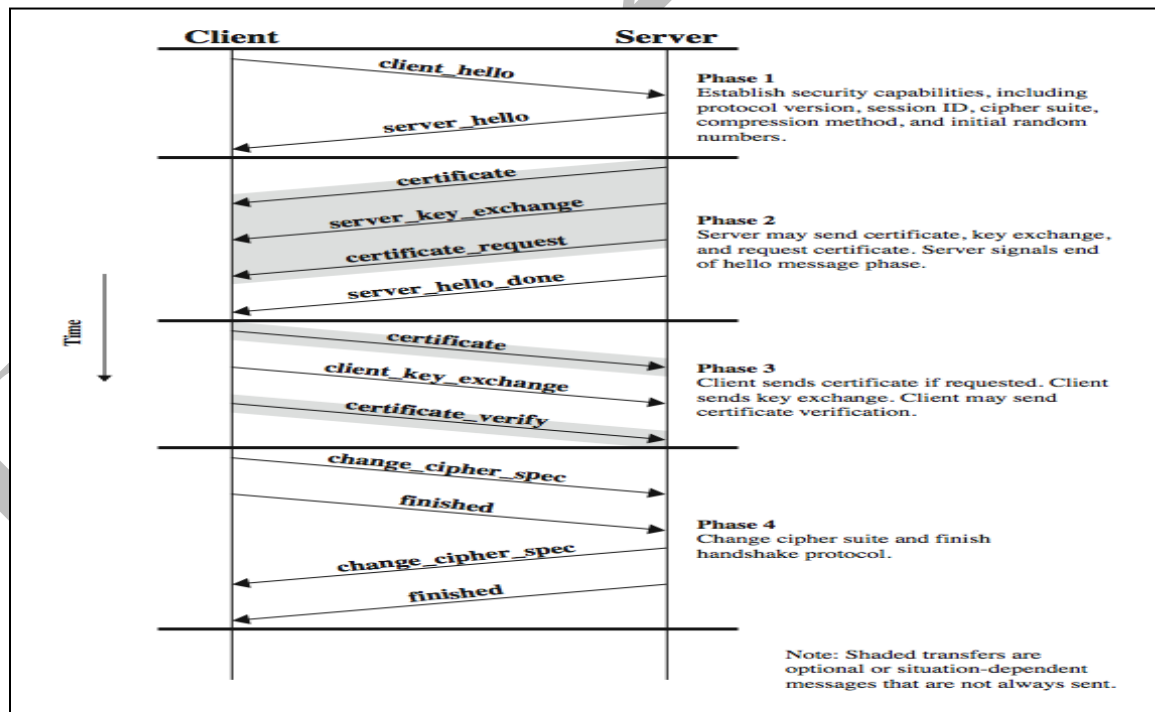 Client Server
client_hello
Phase 1
Establish security capabilities, including
protocol version, session ID, cipher suite,
compression method, and initial random
numbers.
server_hello
certificate
server_key_exchange
certificate_request
server_hello_done
Phase 2
Server may send certificate, key exchange,
and request certificate. Server signals end
of hello message phase.
Time
certificate
client_key_exchange
certificate_verify
Phase 3
Client sends certificate if requested. Client
sends key exchange. Client may send
certificate verification.
change_cipher_spec
finished
change_cipher_spec
finished
Phase 4
Change cipher suite and finish
handshake protocol.
Note: Shaded transfers are
optional or situation-dependent
messages that are not always sent.